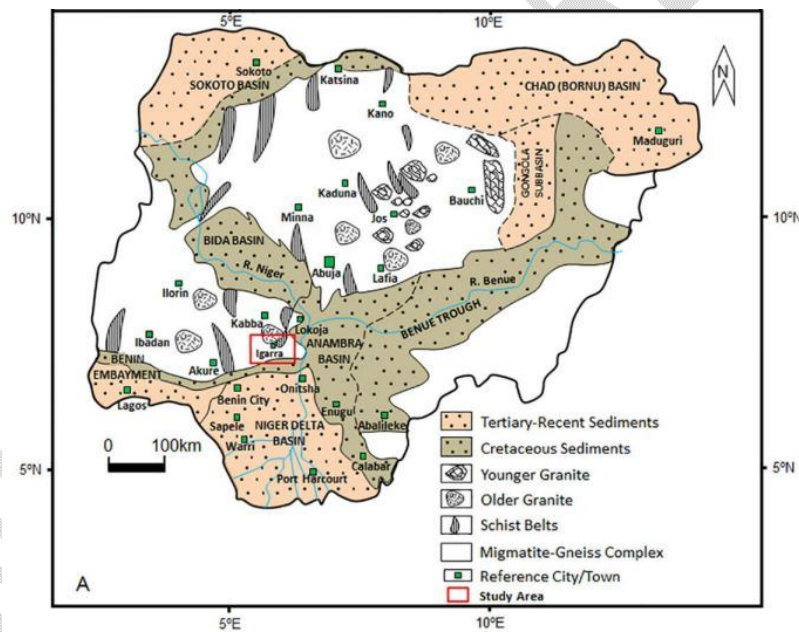 5°E 10°E
N
Sokoto
SOKOTO BASIN
Katsina
Kano
CHAD (BORNU) BASIN
Maduguri
GONGOLA
SUBBASIN
Kaduna
Bauchi
10°N 10°N
Minna
Jos
BIDA BASIN
R. Niger
Abuja
Lafia
R. Benue
Ilorin
BENUE TROUGH
Kabba
Lokoja
Ibadan
Igarra
ANAMBRA
BASIN
BENIN
EMBAYMENT
Akure
Onitsha
Lagos
Benin City
Enugu
Abalileke
Sapele
NIGER DELTA
BASIN
Warri
Calabar
Port Harcourt
0 100km
5°N 5°N
Tertiary-Recent Sediments
Cretaceous Sediments
Younger Granite
Older Granite
Schist Belts
Migmatite-Gneiss Complex
Reference City/Town
Study Area
A
5°E 10°E